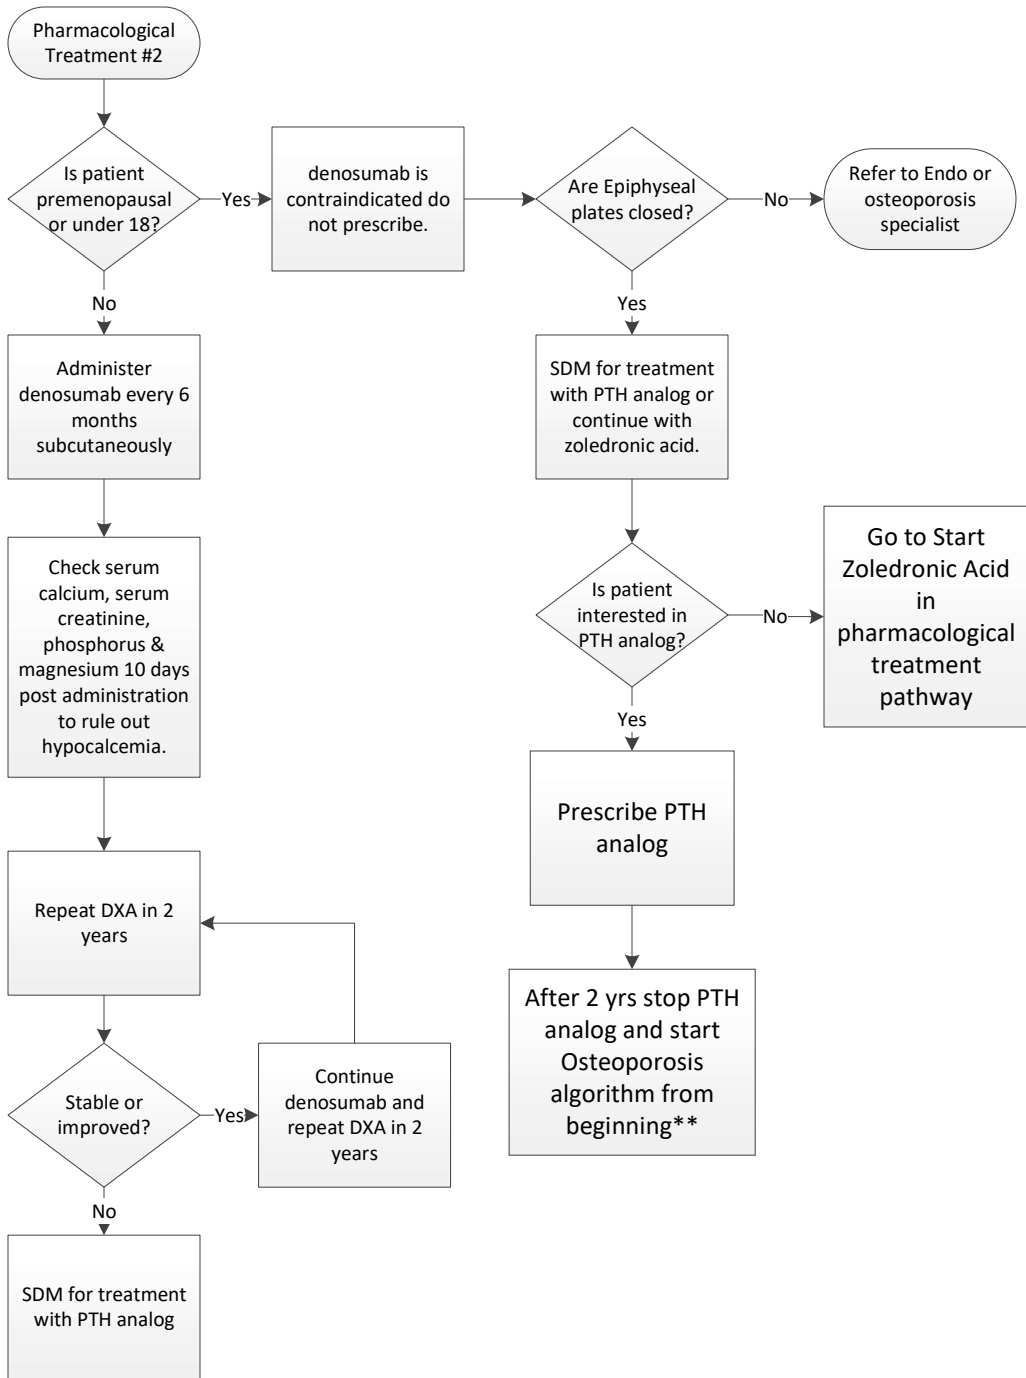 Pharmacological
Treatment #2
Is patient
premenopausal
or under 18?
Yes
denosumab is
contraindicated do
not prescribe.
Are Epiphyseal
plates closed?
No
Refer to Endo or
osteoporosis
specialist
No
Yes
Administer
denosumab every 6
months
subcutaneously
SDM for treatment
with PTH analog or
continue with
zoledronic acid.
Check serum
calcium, serum
creatinine,
phosphorus &
magnesium 10 days
post administration
to rule out
hypocalcemia.
Is patient
interested in
PTH analog?
No
Go to Start
Zoledronic Acid
in
pharmacological
treatment
pathway
Yes
Prescribe PTH
analog
Repeat DXA in 2
years
After 2 yrs stop PTH
analog and start
Osteoporosis
algorithm from
beginning**
Stable or
improved?
Yes
Continue
denosumab and
repeat DXA in 2
years
No
SDM for treatment
with PTH analog